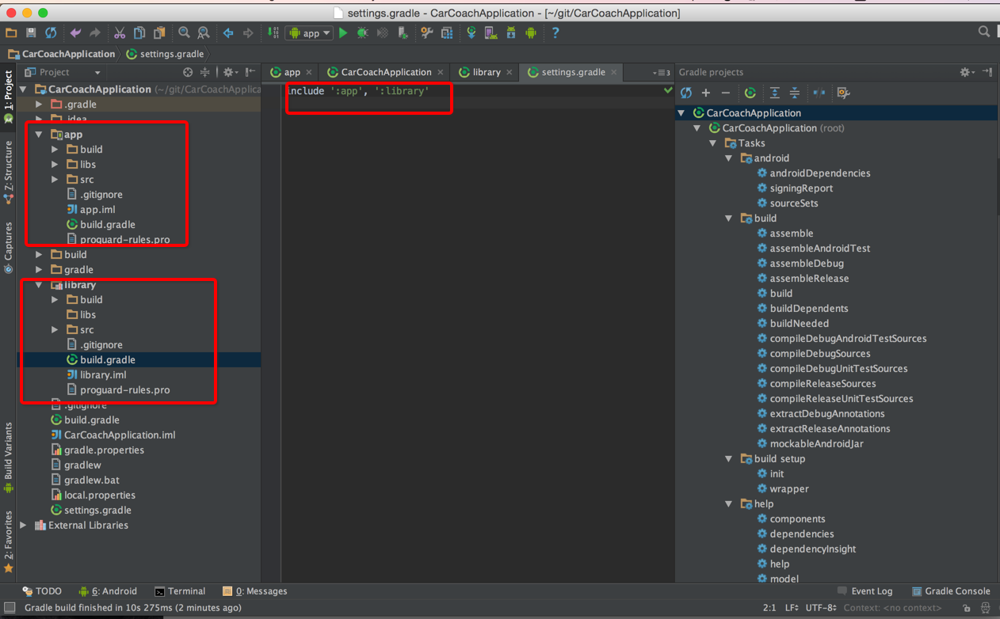 settings.gradle - CarCoachApplication - [~/git/CarCoachApplication]
app
CarCoachApplication
settings.gradle
1: Project
Z: Structure
Captures
Build Variants
2: Favorites
Project
CarCoachApplication (~/git/CarCoachApplica
.gradle
.idea
app
build
libs
src
.gitignore
app.iml
build.gradle
proguard-rules.pro
build
gradle
library
build
libs
src
.gitignore
build.gradle
library.iml
proguard-rules.pro
.gitignore
build.gradle
CarCoachApplication.iml
gradle.properties
gradlew
gradlew.bat
local.properties
settings.gradle
External Libraries
app
CarCoachApplication
library
settings.gradle
3
include ':app', ':library'
Gradle projects
CarCoachApplication
CarCoachApplication (root)
Tasks
android
androidDependencies
signingReport
sourceSets
build
assemble
assembleAndroidTest
assembleDebug
assembleRelease
build
buildDependents
buildNeeded
compileDebugAndroidTestSources
compileDebugSources
compileDebugUnitTestSources
compileReleaseSources
compileReleaseUnitTestSources
extractDebugAnnotations
extractReleaseAnnotations
mockableAndroidJar
build setup
init
wrapper
help
components
dependencies
dependencyInsight
help
model
TODO
6: Android
Terminal
0: Messages
Event Log
Gradle Console
Gradle build finished in 10s 275ms (2 minutes ago)
2:1
LF
UTF-8
Context: <no context>